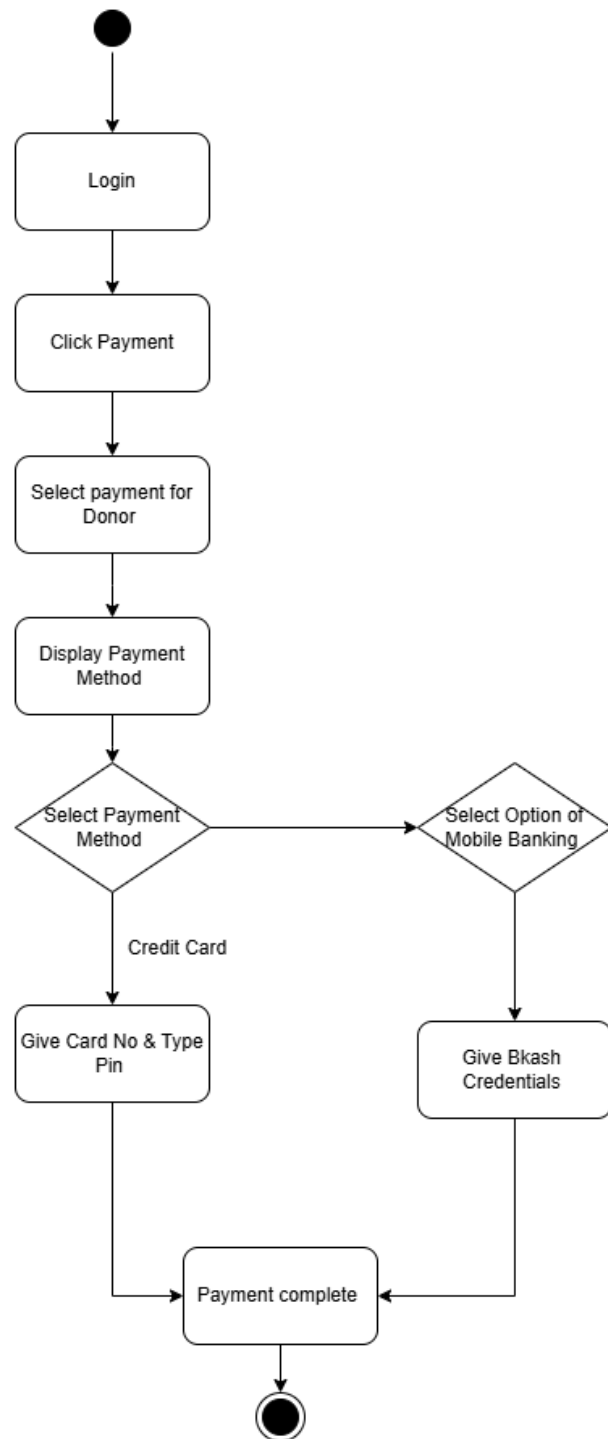 Login
Click Payment
Select payment for
Donor
Display Payment
Method
Select Payment
Method
Select Option of
Mobile Banking
Credit Card
Give Card No & Type
Pin
Give Bkash
Credentials
Payment complete